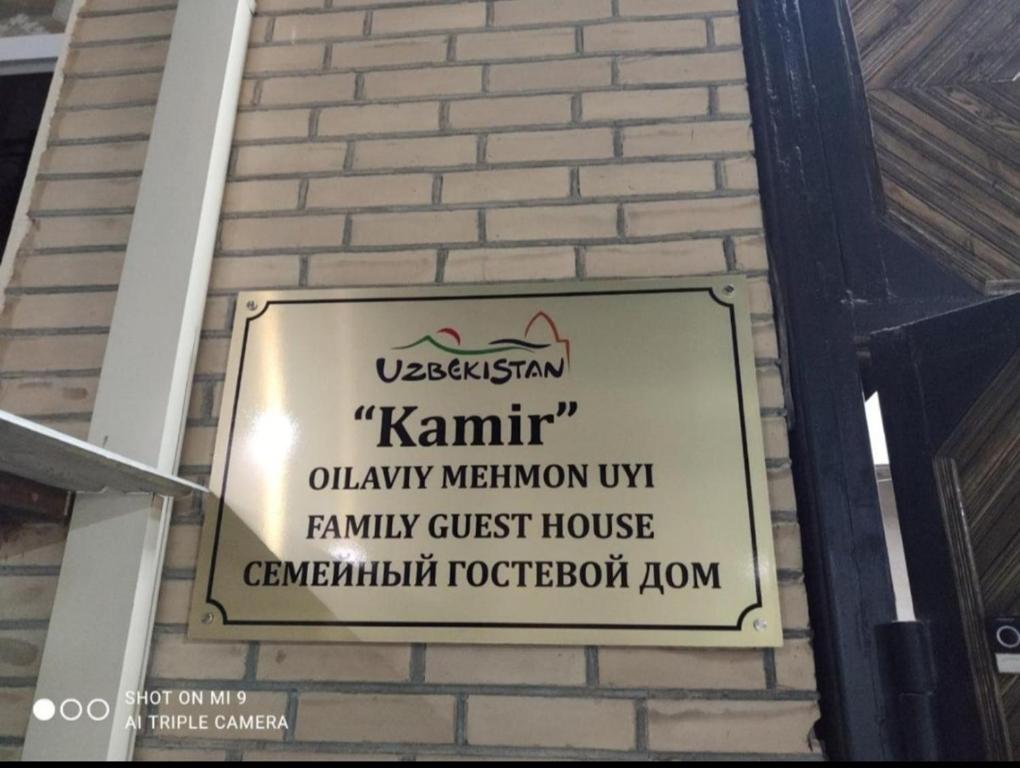 UZBEKISTAN
“Kamir”
OILAVIY MEHMON UYI
FAMILY GUEST HOUSE
СЕМЕЙНЫЙ ГОСТЕВОЙ ДОМ
SHOT ON MI 9
AI TRIPLE CAMERA